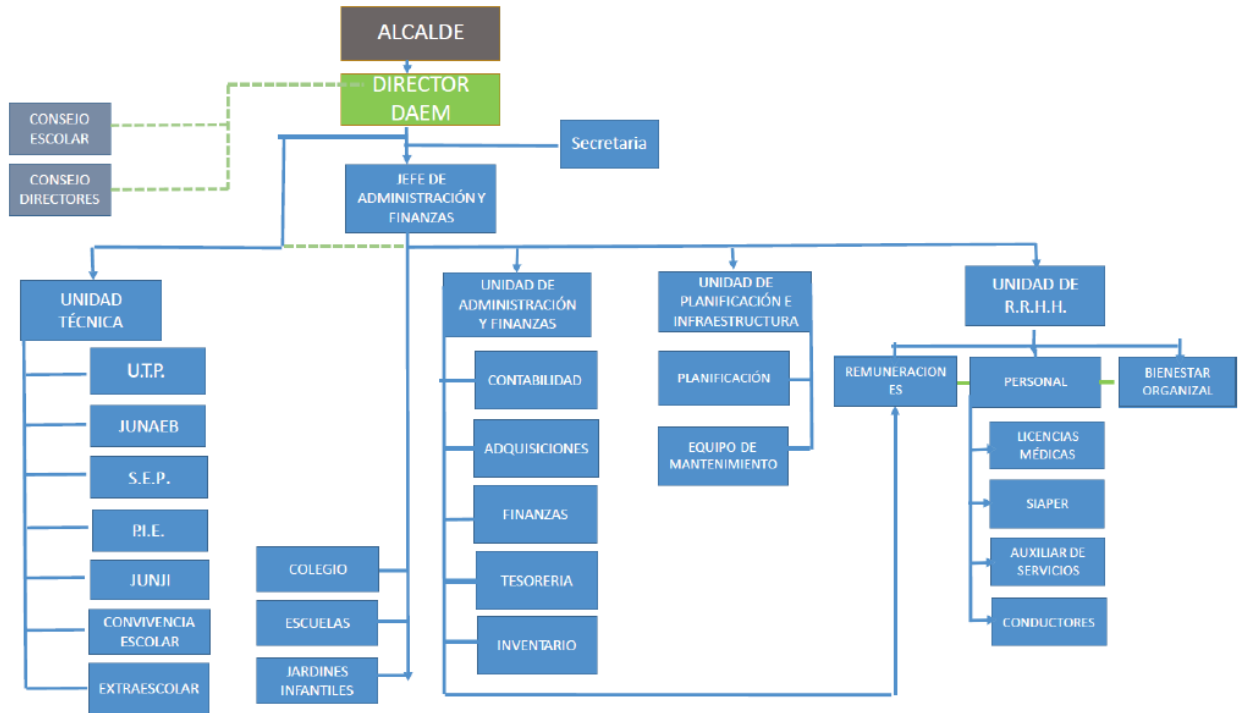 ALCALDE
DIRECTOR
DAEM
CONSEJO
ESCOLAR
Secretaria
CONSEJO
DIRECTORES
JEFE DE
ADMINISTRACIÓN Y
FINANZAS
UNIDAD
TÉCNICA
UNIDAD DE
ADMINISTRACIÓN
Y FINANZAS
UNIDAD DE
PLANIFICACIÓN E
INFRAESTRUCTURA
UNIDAD DE
R.R.H.H.
U.T.P.
JUNAEB
S.E.P.
P.I.E.
JUNJI
CONVIVENCIA
ESCOLAR
EXTRAESCOLAR
COLEGIO
ESCUELAS
JARDINES
INFANTILES
CONTABILIDAD
ADQUISICIONES
FINANZAS
TESORERIA
INVENTARIO
PLANIFICACIÓN
EQUIPO DE
MANTENIMIENTO
REMUNERACION
ES
PERSONAL
BIENESTAR
ORGANIZAL
LICENCIAS
MÉDICAS
SIAPER
AUXILIAR DE
SERVICIOS
CONDUCTORES